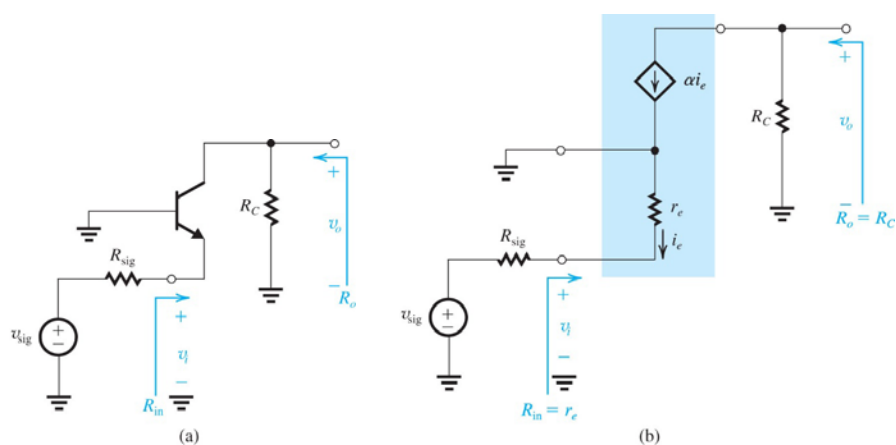 αi_e
R_C
+
v_o
−
R_o = R_C
r_e
i_e
R_sig
+
v_i
−
v_sig
+
−
R_in = r_e
(b)
R_C
+
v_o
−
R_o
R_sig
+
v_i
−
v_sig
+
−
R_in
(a)